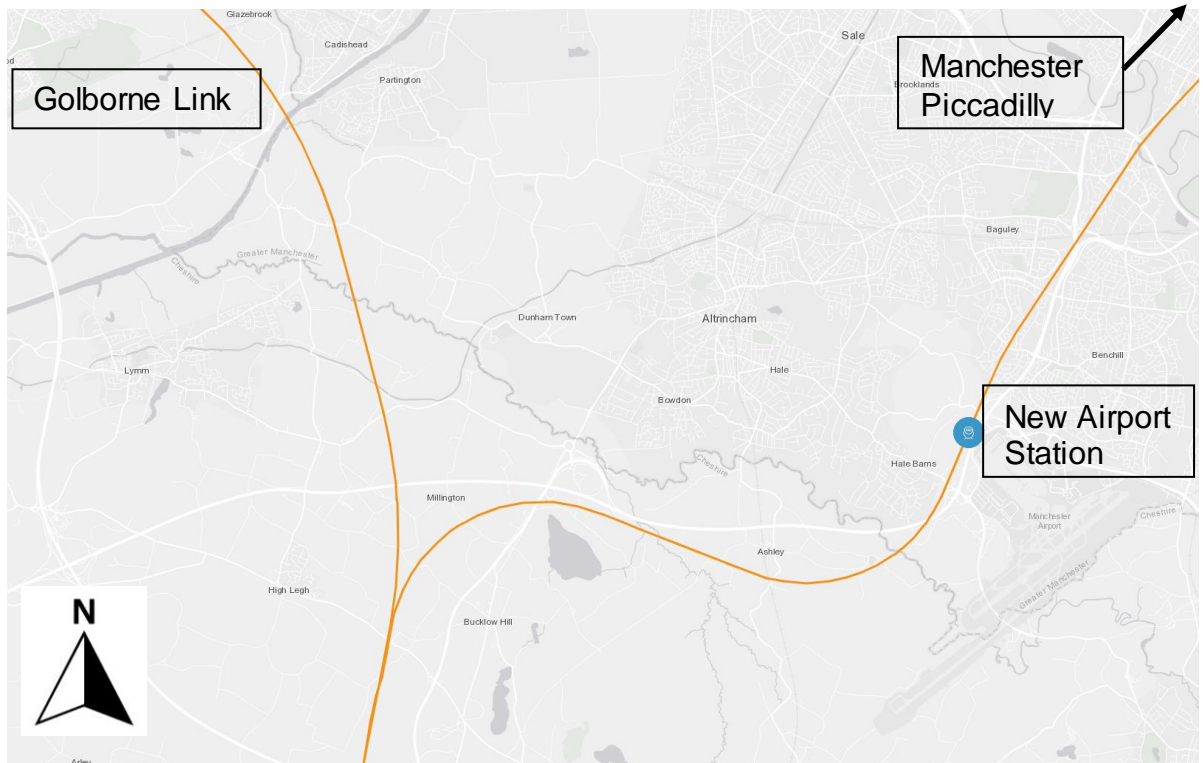 Glazebrook
Cadishead
Sale
Partington
Golborne Link
Manchester
Piccadilly
Brooklands
Baguley
Greater Manchester
Cheshire
Dunham Town
Altrincham
Benchill
Lymm
Hale
Bowdon
New Airport
Station
Cheshire
Hale Barns
Millington
Manchester
Airport
Cheshire
Ashley
Greater Manchester
High Legh
N
Bucklow Hill
Arley